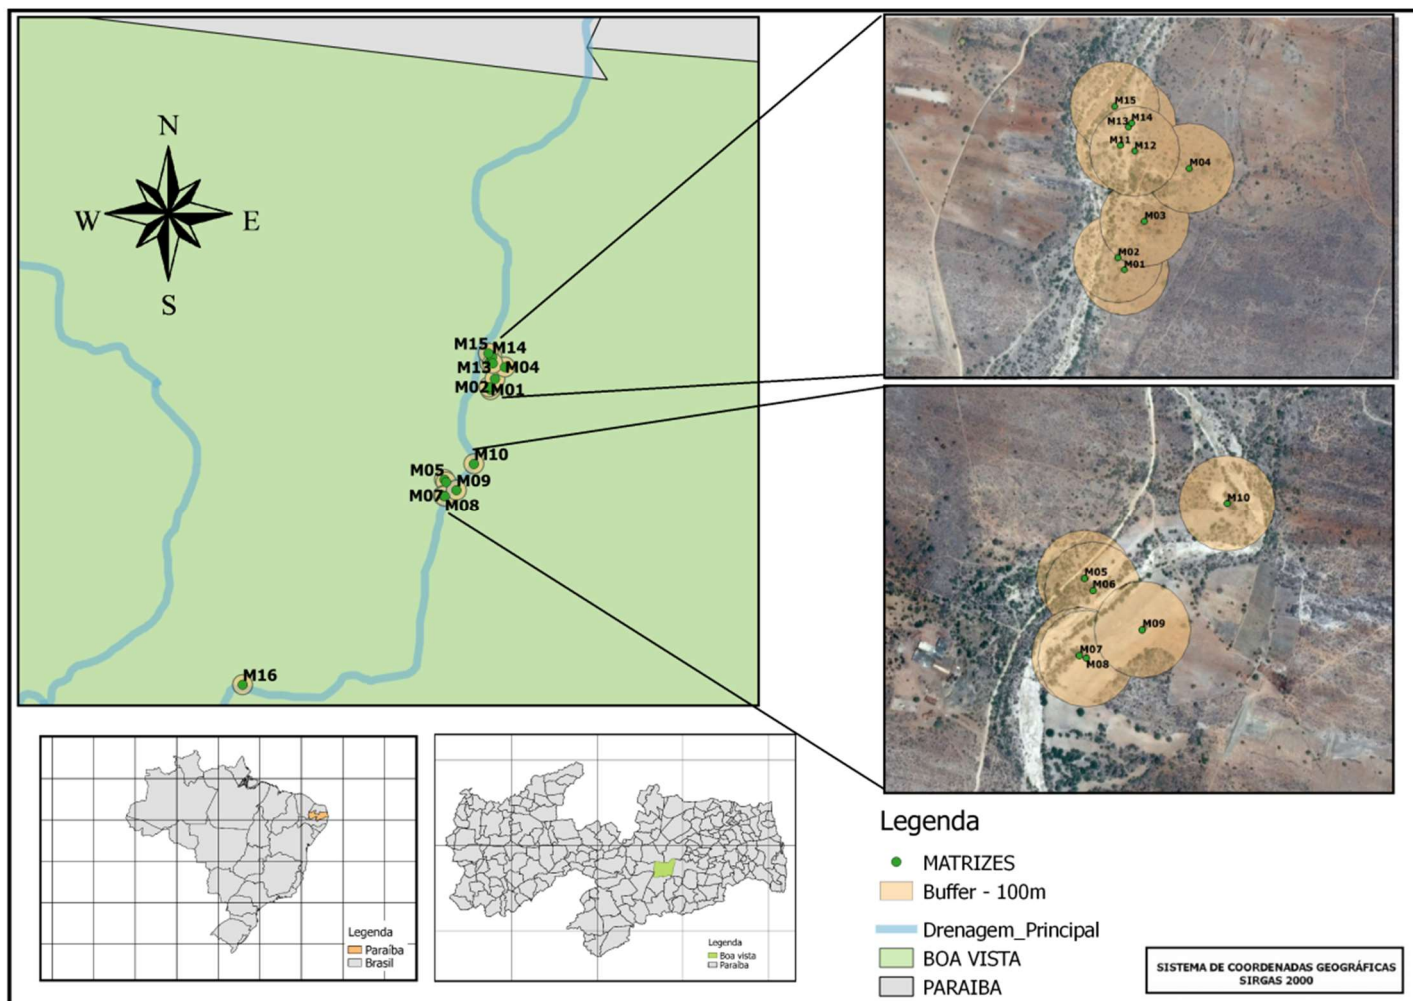 N
W
E
S
M15
M14
M13
M04
M02
M01
M10
M05
M09
M07
M08
M16
M15
M14
M13
M11
M12
M04
M03
M02
M01
M10
M05
M06
M09
M07
M08
Legenda
Paraíba
Brasil
Legenda
Boa vista
Paraíba
Legenda
MATRIZES
Buffer - 100m
Drenagem_Principal
BOA VISTA
PARAIBA
SISTEMA DE COORDENADAS GEOGRÁFICAS
SIRGAS 2000